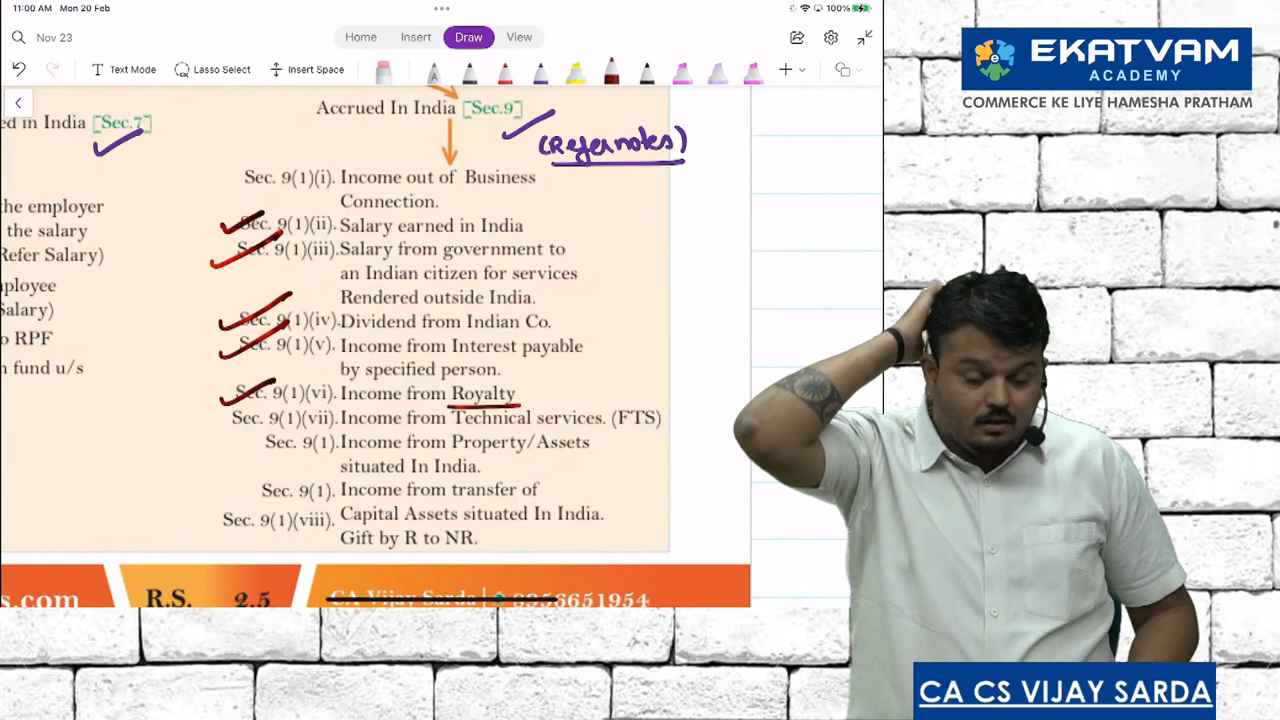 11:00 AM Mon 20 Feb
100%
Nov 23
Home Insert Draw View
Text Mode Lasso Select Insert Space
EKATVAM
ACADEMY
COMMERCE KE LIYE HAMESHA PRATHAM
ed in India [Sec.7]
the employer
the salary
Refer Salary)
ployee
Salary)
o RPF
n fund u/s
Accrued In India [Sec.9]
(Refer notes)
Sec. 9(1)(i). Income out of Business
Connection.
Sec. 9(1)(ii). Salary earned in India
Sec. 9(1)(iii). Salary from government to
an Indian citizen for services
Rendered outside India.
Sec. 9(1)(iv). Dividend from Indian Co.
Sec. 9(1)(v). Income from Interest payable
by specified person.
Sec. 9(1)(vi). Income from Royalty
Sec. 9(1)(vii). Income from Technical services. (FTS)
Sec. 9(1). Income from Property/Assets
situated In India.
Sec. 9(1). Income from transfer of
Sec. 9(1)(viii). Capital Assets situated In India.
Gift by R to NR.
s.com R.S. 2.5 CA Vijay Sarda | 8956651954
CA CS VIJAY SARDA